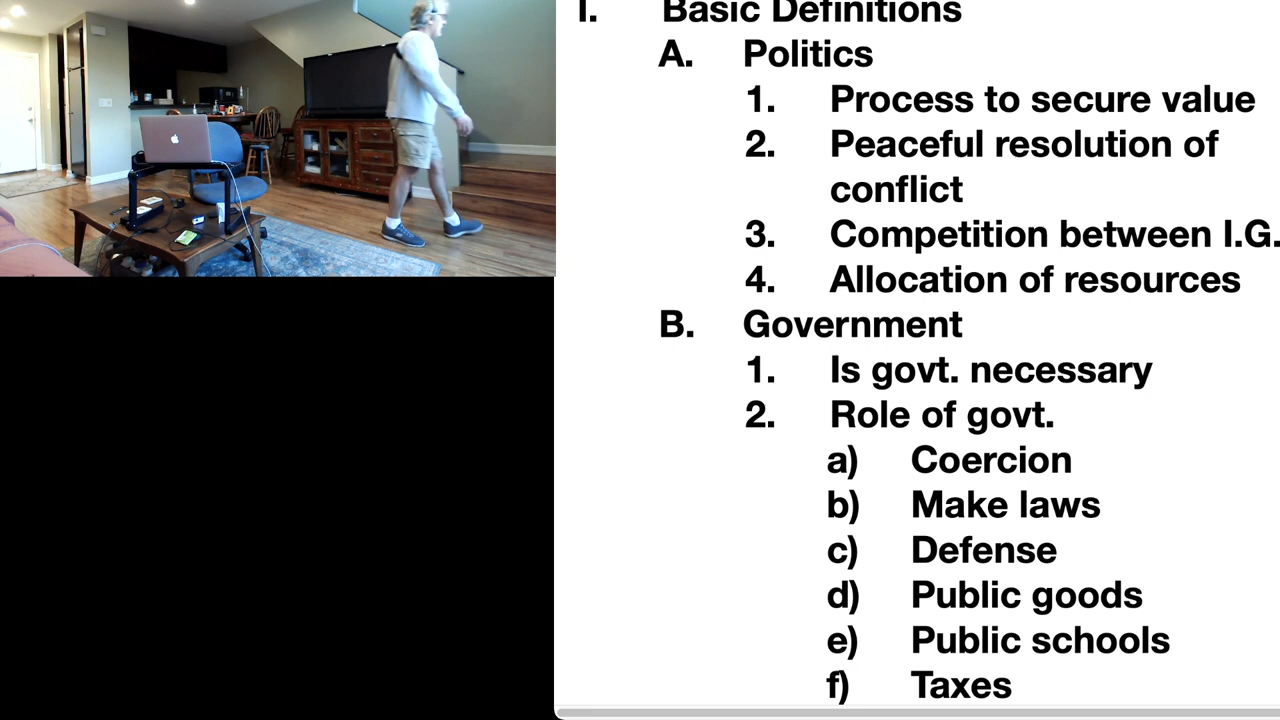 I. Basic Definitions
A. Politics
1. Process to secure value
2. Peaceful resolution of
conflict
3. Competition between I.G.
4. Allocation of resources
B. Government
1. Is govt. necessary
2. Role of govt.
a) Coercion
b) Make laws
c) Defense
d) Public goods
e) Public schools
f) Taxes